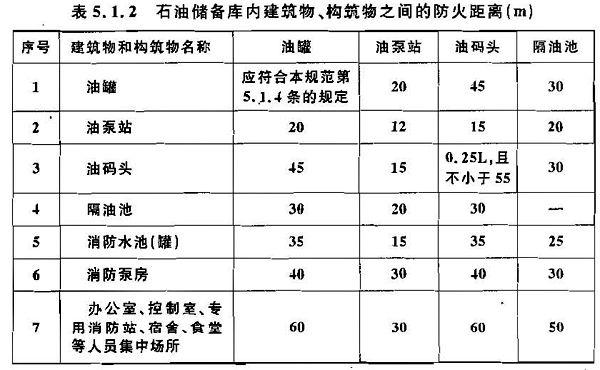 表 5.1.2 石油储备库内建筑物、构筑物之间的防火距离(m)
序号 建筑物和构筑物名称 油罐 油泵站 油码头 隔油池
1 油罐 应符合本规范第5.1.4条的规定 20 45 30
2 油泵站 20 12 15 20
3 油码头 45 15 0.25L,且不小于55 30
4 隔油池 30 20 30 —
5 消防水池(罐) 35 15 35 25
6 消防泵房 40 30 40 30
7 办公室、控制室、专用消防站、宿舍、食堂等人员集中场所 60 30 60 50